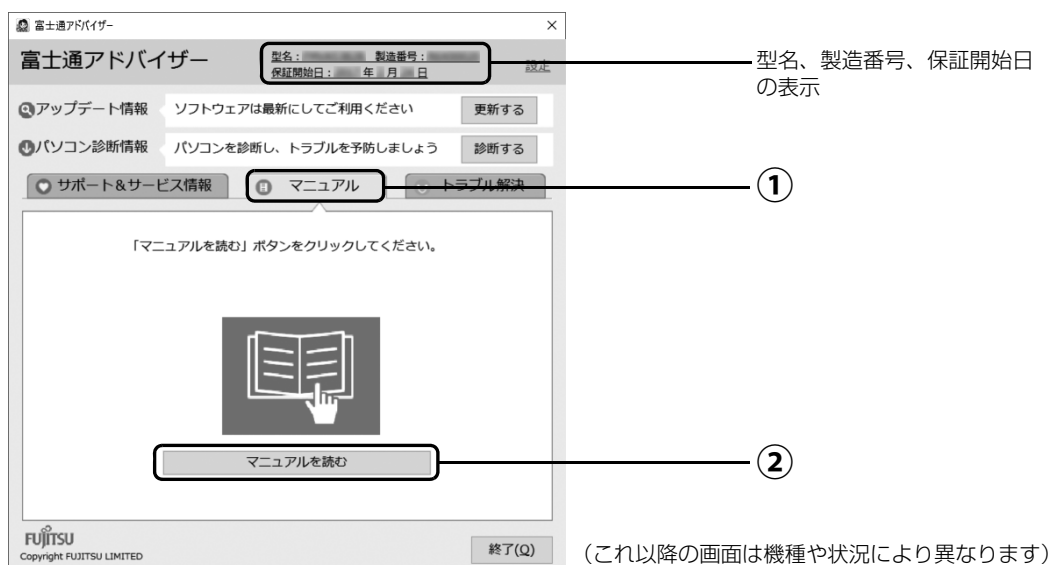 富士通アドバイザー
×
富士通アドバイザー
型名： 製造番号：
保証開始日： 年 月 日
設定
型名、製造番号、保証開始日
の表示
アップデート情報
ソフトウェアは最新にしてご利用ください
更新する
パソコン診断情報
パソコンを診断し、トラブルを予防しましょう
診断する
サポート＆サービス情報
マニュアル
トラブル解決
①
「マニュアルを読む」ボタンをクリックしてください。
マニュアルを読む
②
FUJITSU
Copyright FUJITSU LIMITED
終了(Q)
（これ以降の画面は機種や状況により異なります）